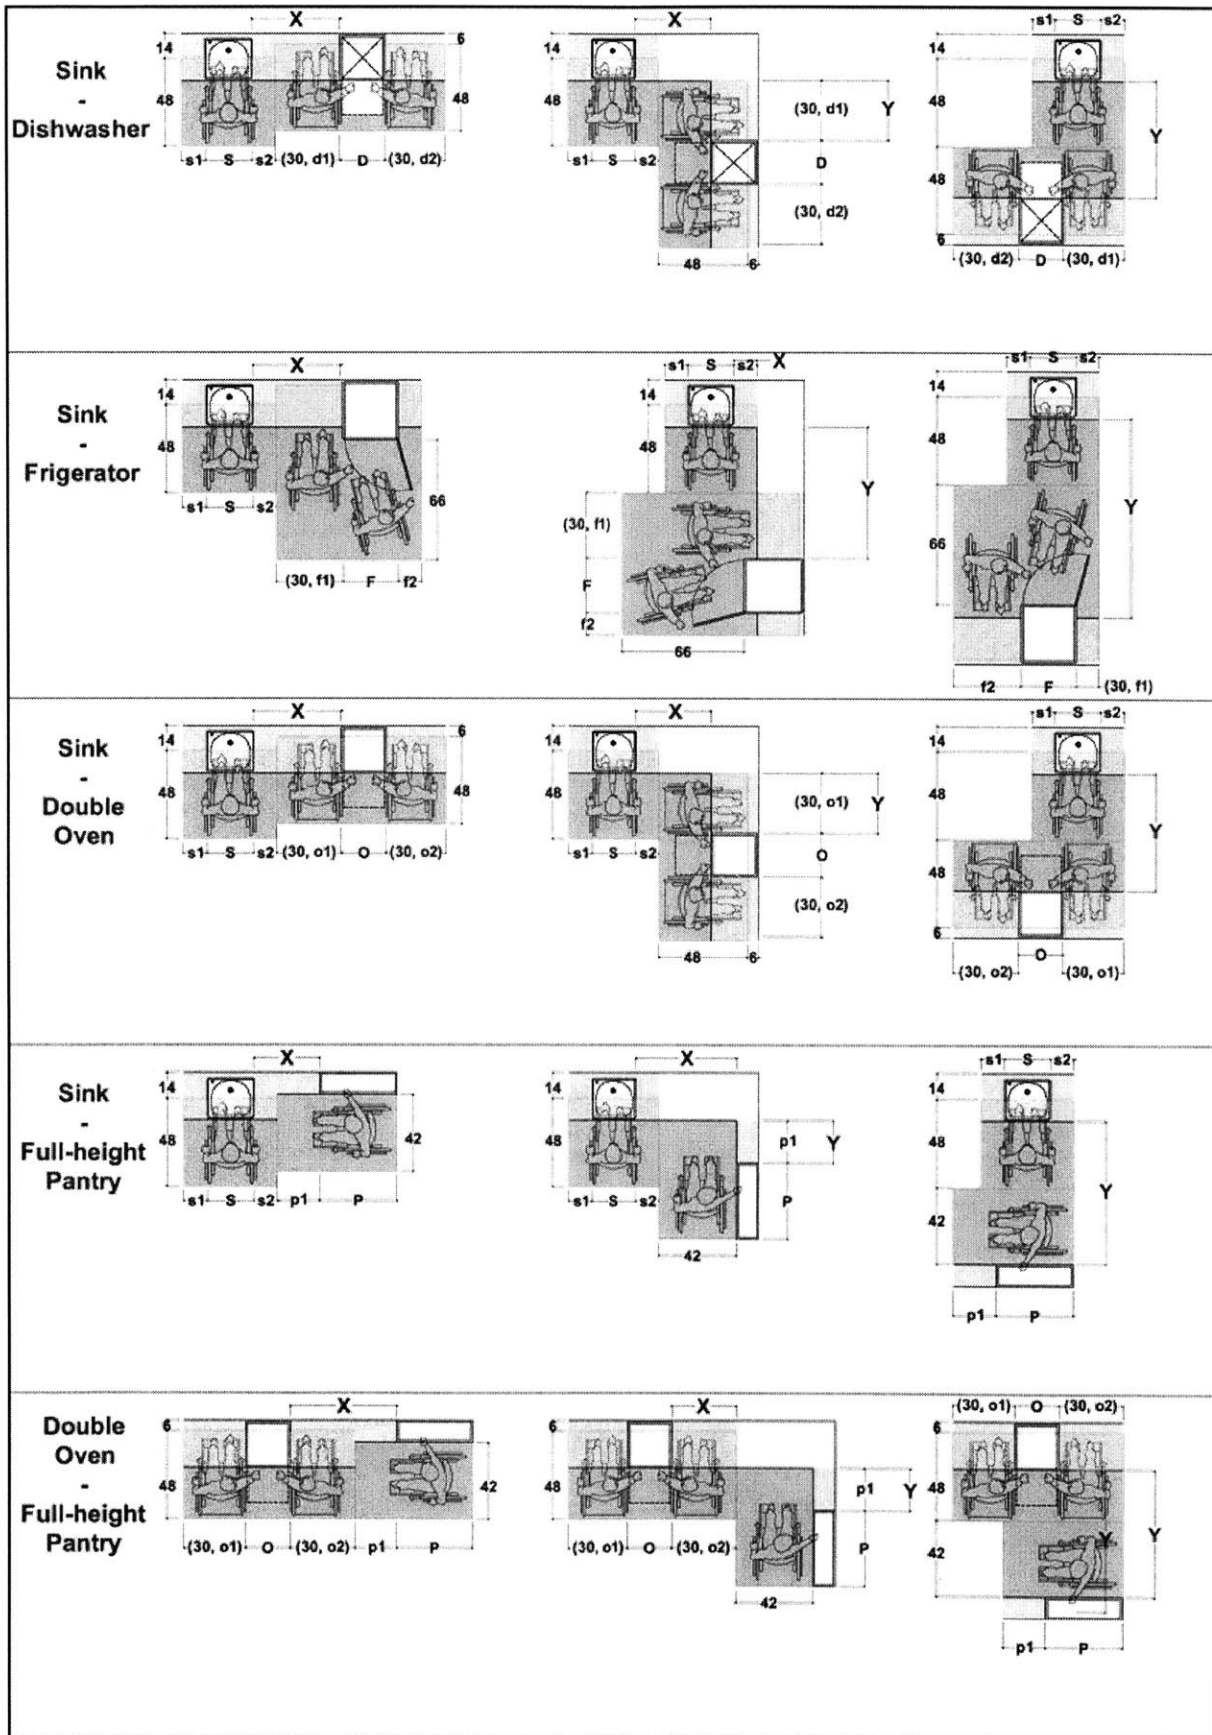 X X s1 S s2
14 6 14 14
Sink
-
Dishwasher
48 48 48 (30, d1) Y 48 Y
s1 S s2 (30, d1) D (30, d2) s1 S s2 D
48
(30, d2)
6
48 6 (30, d2) D (30, d1)
X s1 S s2 X s1 S s2
14 14 14
Sink
-
Frigerator
48 48 48
66 Y Y
s1 S s2
(30, f1) 66
(30, f1) F f2
F
f2
66
f2 F (30, f1)
X X s1 S s2
14 6 14 14
Sink
-
Double
Oven
48 48 48 (30, o1) Y 48 Y
s1 S s2 (30, o1) O (30, o2) s1 S s2 O
48
(30, o2)
6
48 6 O
(30, o2) (30, o1)
X X s1 S s2
14 14 14
Sink
-
Full-height
Pantry
48 42 48 p1 Y 48 Y
s1 S s2 p1 P s1 S s2 P
42
42
p1 P
X X (30, o1) O (30, o2)
6 6 6
Double
Oven
-
Full-height
Pantry
48 42 48 p1 Y 48 Y
(30, o1) O (30, o2) p1 P (30, o1) O (30, o2) P
42 Y
42
p1 P